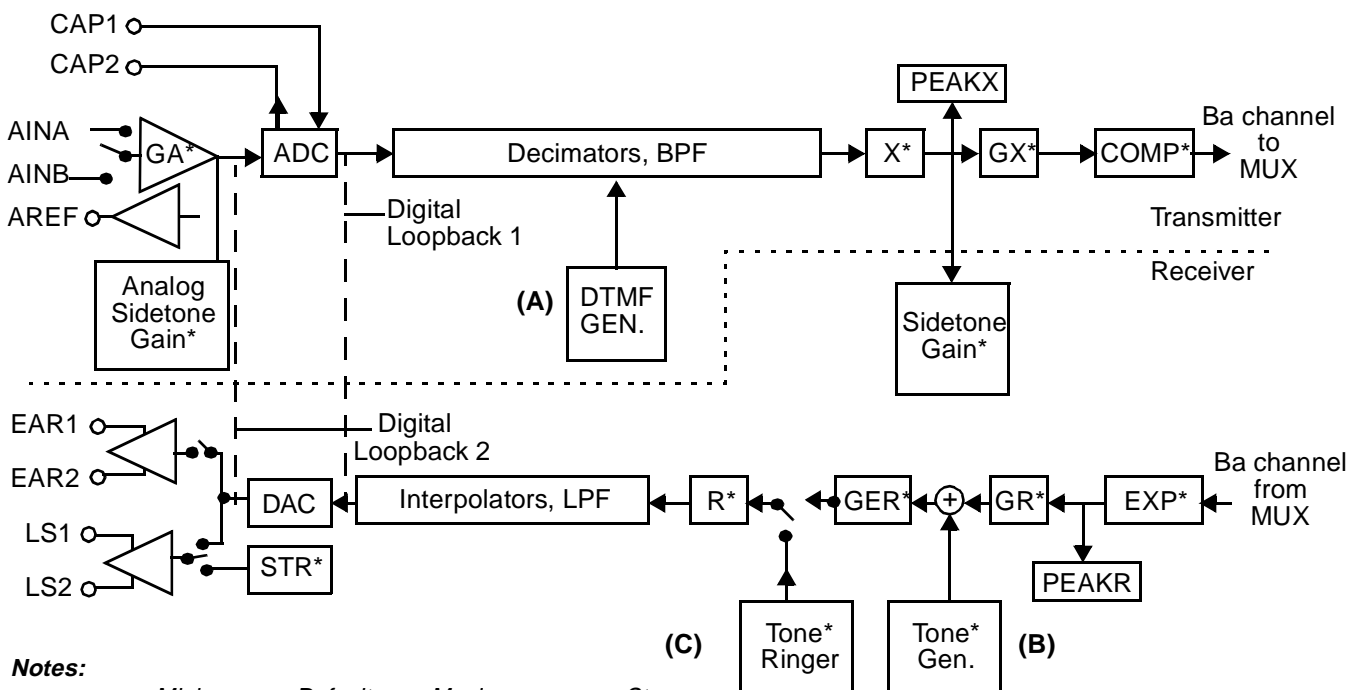 CAP1
CAP2
AINA
AINB
AREF
GA*
ADC
Decimators, BPF
X*
PEAKX
GX*
COMP*
Ba channel
to
MUX
Digital
Loopback 1
Transmitter
Receiver
Analog
Sidetone
Gain*
(A)
DTMF
GEN.
Sidetone
Gain*
EAR1
EAR2
Digital
Loopback 2
LS1
LS2
DAC
STR*
Interpolators, LPF
R*
GER*
+
GR*
EXP*
Ba channel
from
MUX
PEAKR
(C)
Tone*
Ringer
Tone*
Gen.
(B)
Notes: